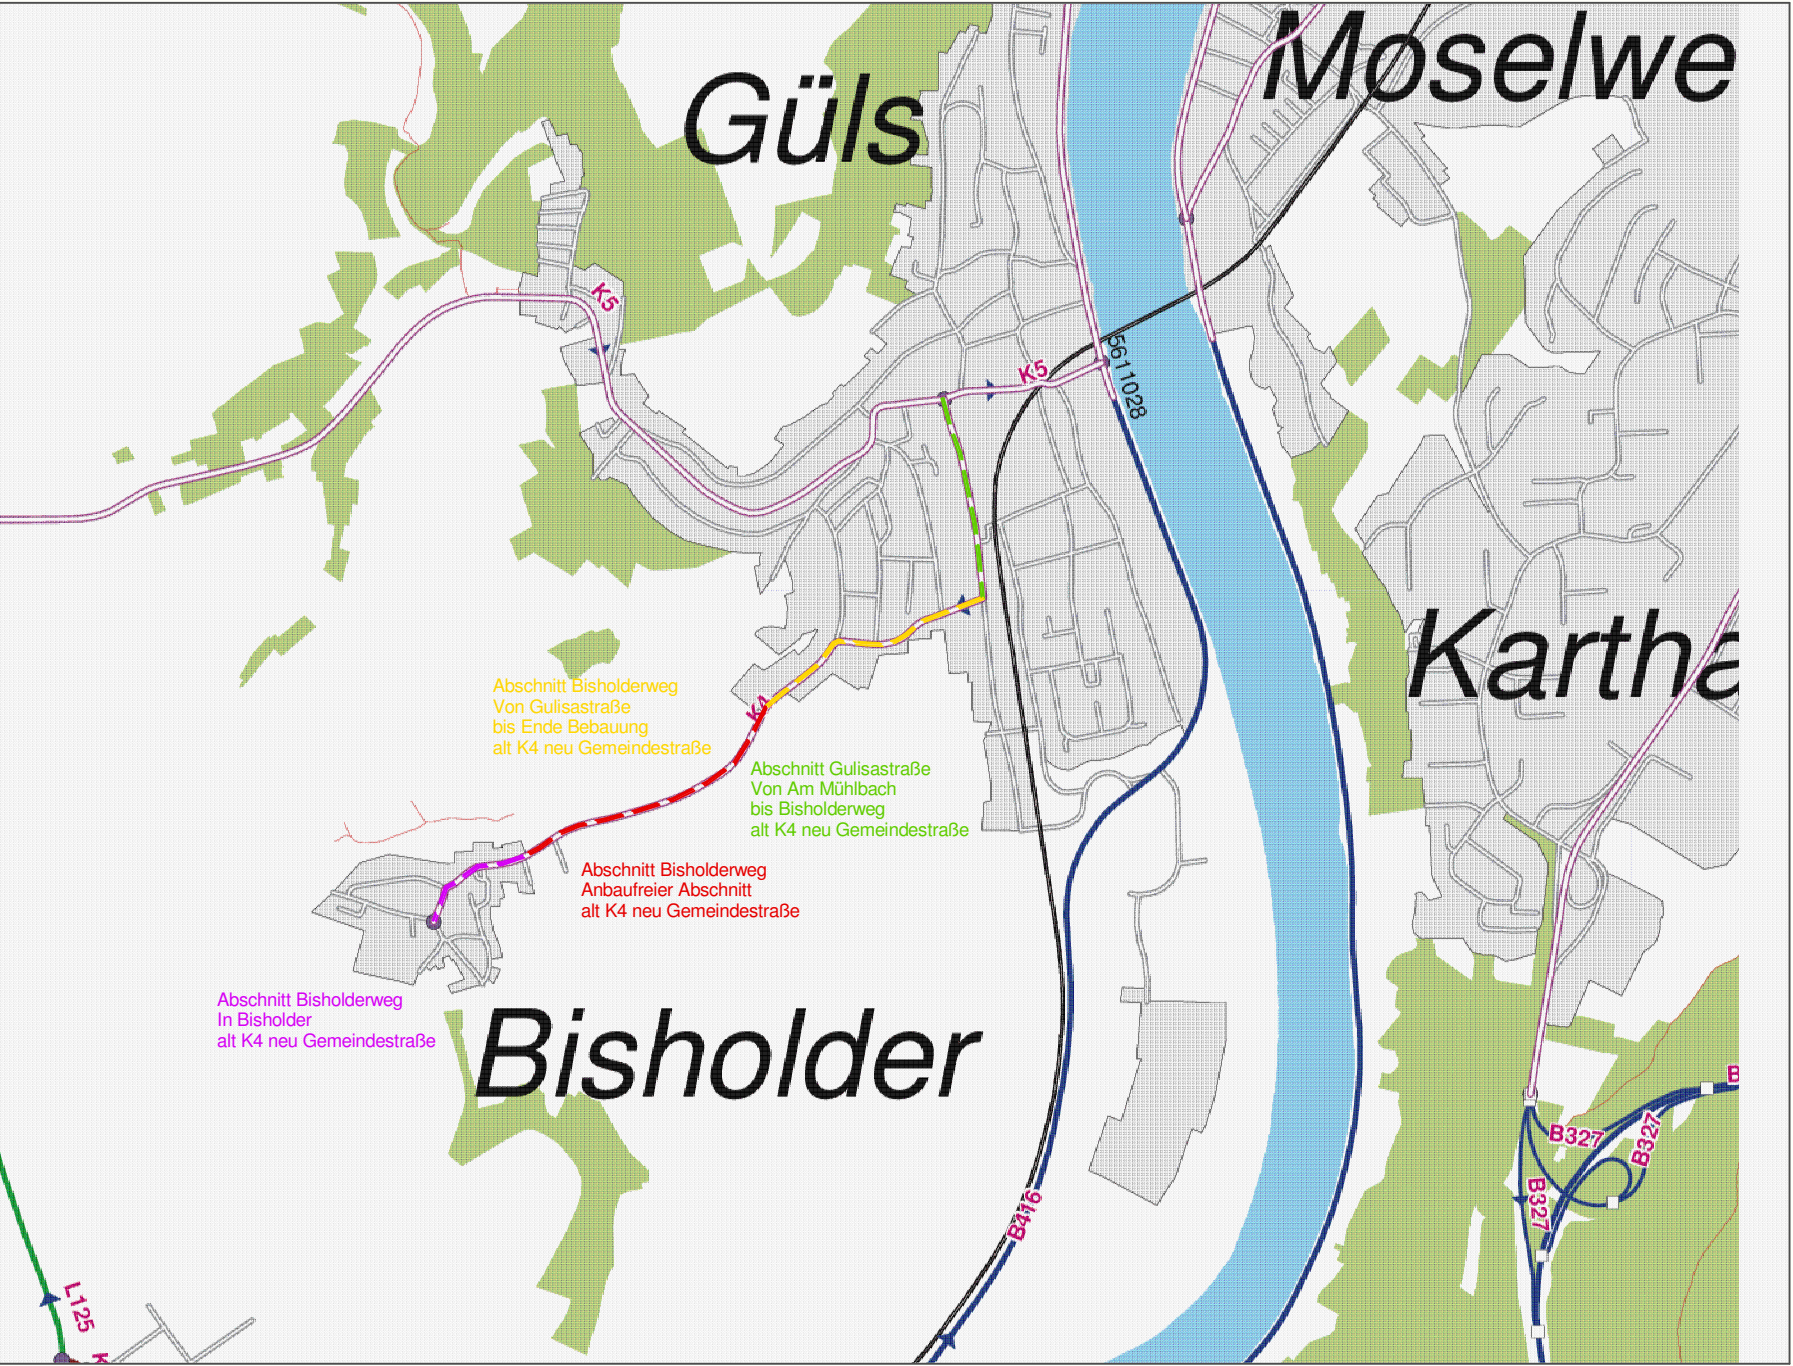 Moselwe
Güls
K5
K5
5611028
Kartha
Abschnitt Bisholderweg
Von Gulisastraße
bis Ende Bebauung
alt K4 neu Gemeindestraße
K4
Abschnitt Gulisastraße
Von Am Mühlbach
bis Bisholderweg
alt K4 neu Gemeindestraße
Abschnitt Bisholderweg
Anbaufreier Abschnitt
alt K4 neu Gemeindestraße
Abschnitt Bisholderweg
In Bisholder
alt K4 neu Gemeindestraße
Bisholder
B
B327
B327
B327
B416
L125
K